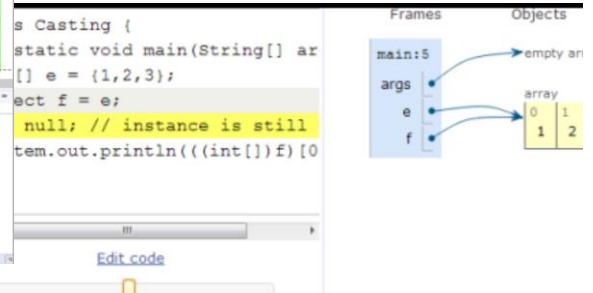 s Casting {
static void main(String[] ar
[] e = {1,2,3};
ect f = e;
null; // instance is still
tem.out.println(((int[])f)[0
Edit code
Frames
Objects
main:5
args
e
f
empty arr
array
0 1
1 2